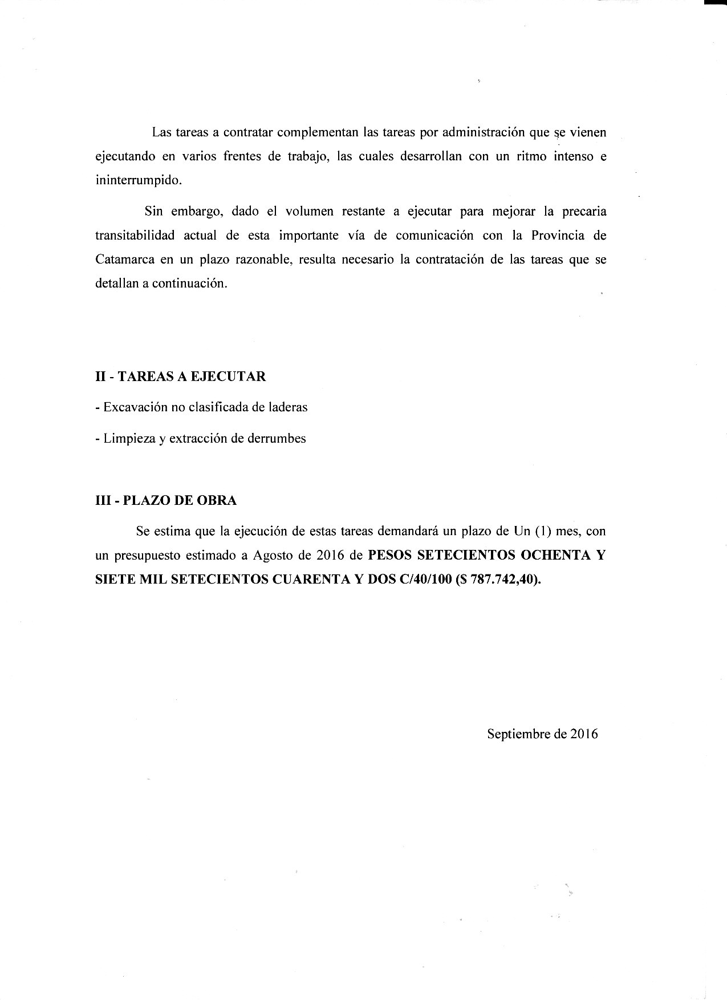 Las tareas a contratar complementan las tareas por administración que se vienen
ejecutando en varios frentes de trabajo, las cuales desarrollan con un ritmo intenso e
ininterrumpido.
Sin embargo, dado el volumen restante a ejecutar para mejorar la precaria
transitabilidad actual de esta importante vía de comunicación con la Provincia de
Catamarca en un plazo razonable, resulta necesario la contratación de las tareas que se
detallan a continuación.
II - TAREAS A EJECUTAR
- Excavación no clasificada de laderas
- Limpieza y extracción de derrumbes
III - PLAZO DE OBRA
Se estima que la ejecución de estas tareas demandará un plazo de Un (1) mes, con
un presupuesto estimado a Agosto de 2016 de PESOS SETECIENTOS OCHENTA Y
SIETE MIL SETECIENTOS CUARENTA Y DOS C/40/100 ($ 787.742,40).
Septiembre de 2016